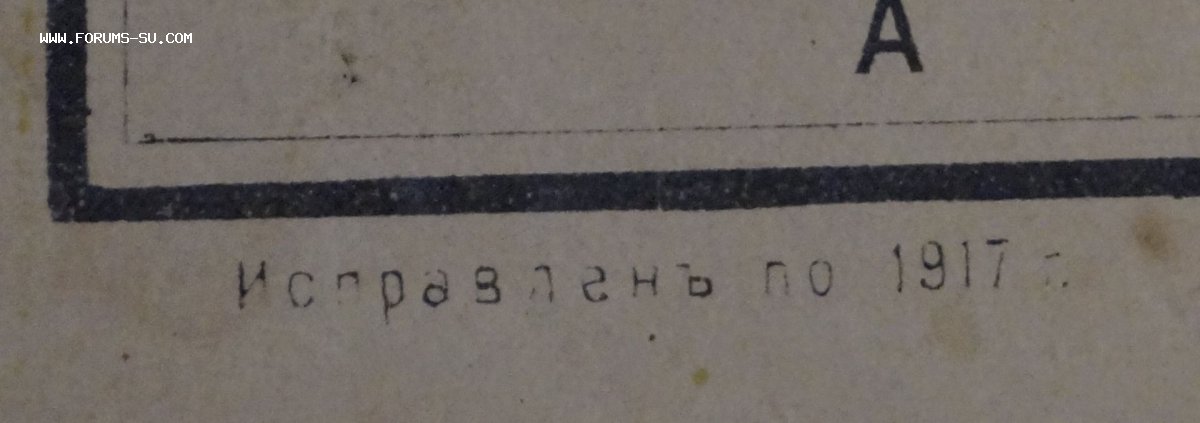 WWW.FORUMS-SU.COM
А
Исправленъ по 1917 г.